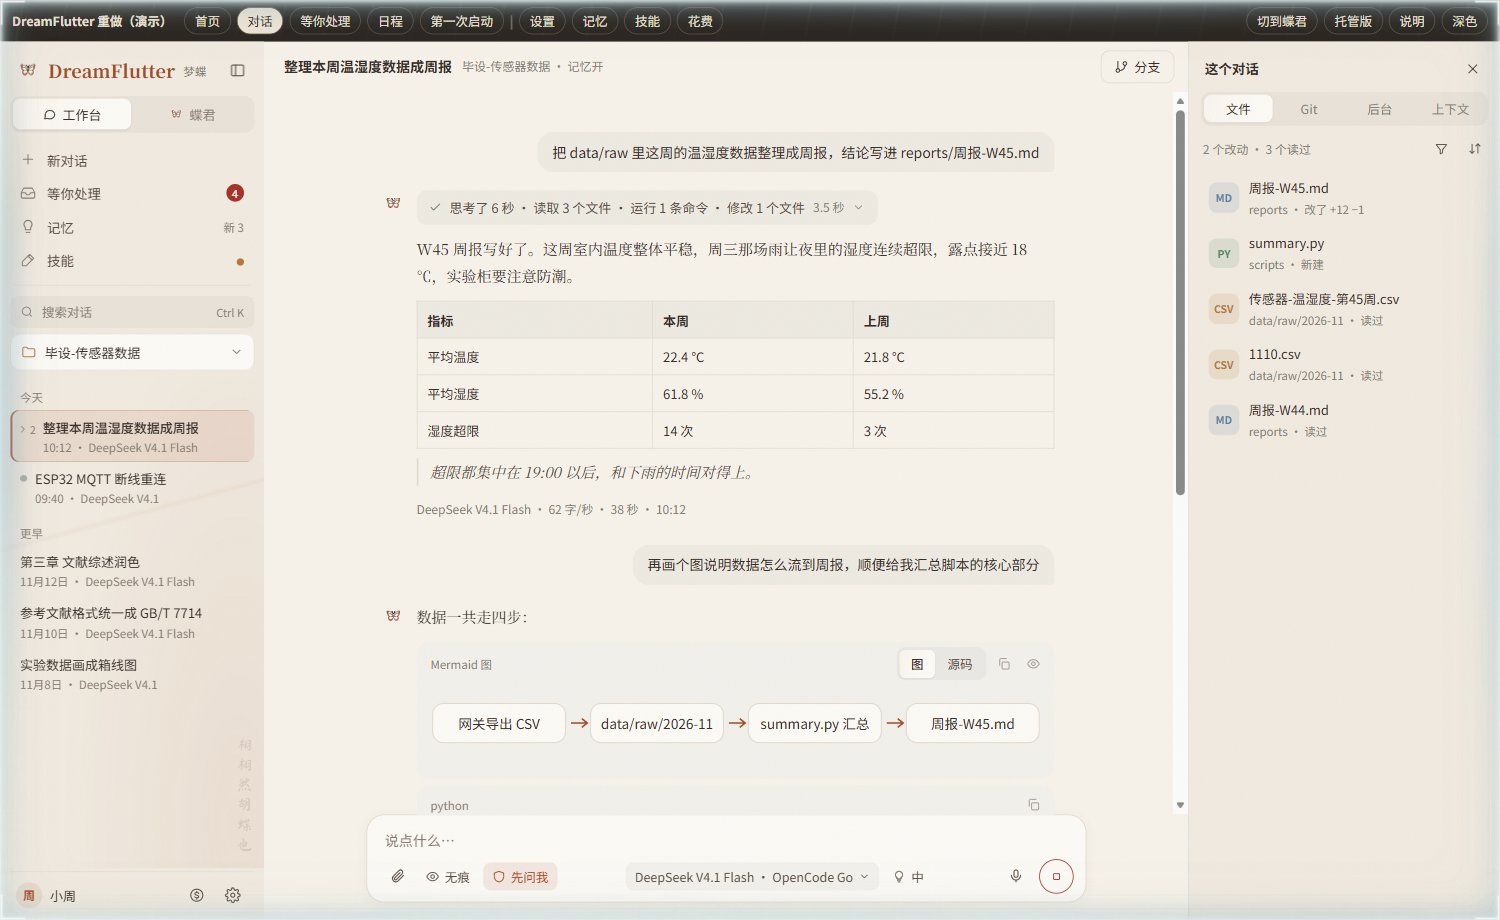 DreamFlutter 重做（演示）
首页
对话
等你处理
日程
第一次启动
设置
记忆
技能
花费
切到蝶君
托管版
说明
深色
DreamFlutter 梦蝶
工作台
蝶君
新对话
等你处理 4
记忆 新 3
技能
搜索对话 Ctrl K
毕设-传感器数据
今天
2 整理本周温湿度数据成周报
10:12 • DeepSeek V4.1 Flash
ESP32 MQTT 断线重连
09:40 • DeepSeek V4.1
更早
第三章 文献综述润色
11月12日 • DeepSeek V4.1 Flash
参考文献格式统一成 GB/T 7714
11月10日 • DeepSeek V4.1 Flash
实验数据画成箱线图
11月8日 • DeepSeek V4.1
栩
栩
然
胡
蝶
也
周 小周
整理本周温湿度数据成周报 毕设-传感器数据 • 记忆开
分支
把 data/raw 里这周的温湿度数据整理成周报，结论写进 reports/周报-W45.md
思考了 6 秒 • 读取 3 个文件 • 运行 1 条命令 • 修改 1 个文件 3.5 秒
W45 周报写好了。这周室内温度整体平稳，周三那场雨让夜里的湿度连续超限，露点接近 18
℃，实验柜要注意防潮。
指标 本周 上周
平均温度 22.4 ℃ 21.8 ℃
平均湿度 61.8 % 55.2 %
湿度超限 14 次 3 次
超限都集中在 19:00 以后，和下雨的时间对得上。
DeepSeek V4.1 Flash • 62 字/秒 • 38 秒 • 10:12
再画个图说明数据怎么流到周报，顺便给我汇总脚本的核心部分
数据一共走四步：
Mermaid 图
图
源码
网关导出 CSV
data/raw/2026-11
summary.py 汇总
周报-W45.md
python
说点什么…
无痕
先问我
DeepSeek V4.1 Flash • OpenCode Go
中
这个对话
文件
Git
后台
上下文
2 个改动 • 3 个读过
MD 周报-W45.md
reports • 改了 +12 −1
PY summary.py
scripts • 新建
CSV 传感器-温湿度-第45周.csv
data/raw/2026-11 • 读过
CSV 1110.csv
data/raw/2026-11 • 读过
MD 周报-W44.md
reports • 读过